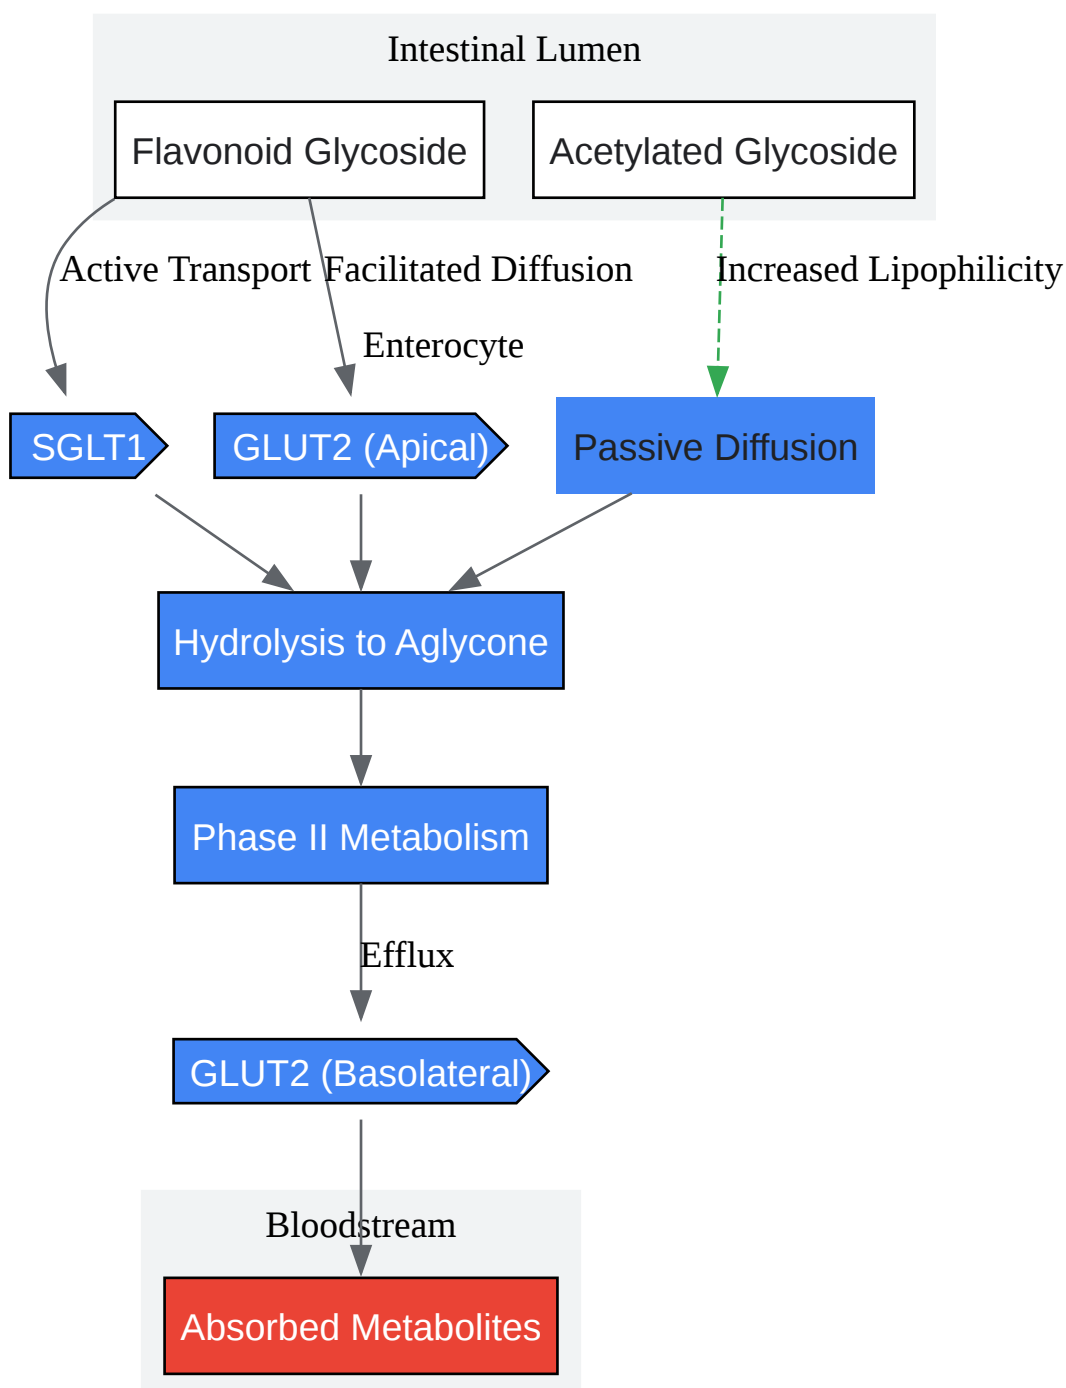 Intestinal Lumen
Flavonoid Glycoside
Acetylated Glycoside
Active Transport
Facilitated Diffusion
Increased Lipophilicity
Enterocyte
SGLT1
GLUT2 (Apical)
Passive Diffusion
Hydrolysis to Aglycone
Phase II Metabolism
Efflux
GLUT2 (Basolateral)
Bloodstream
Absorbed Metabolites